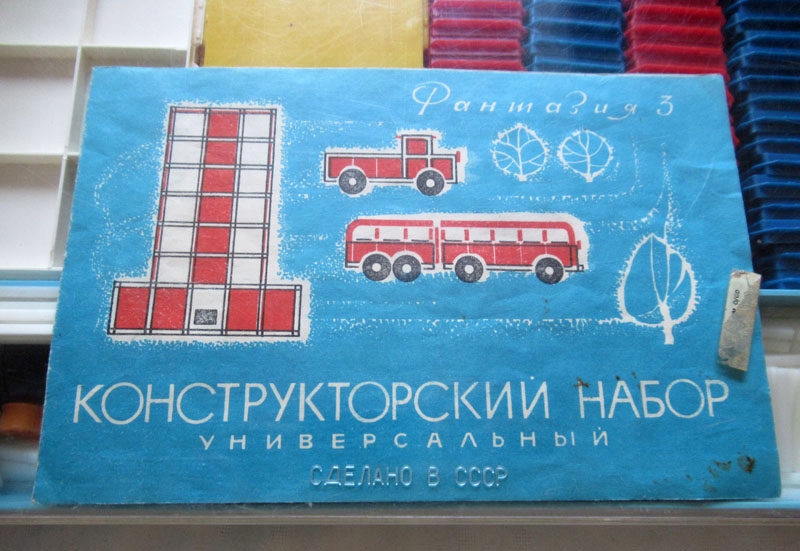 Фантазия 3
КОНСТРУКТОРСКИЙ НАБОР
УНИВЕРСАЛЬНЫЙ
СДЕЛАНО В СССР